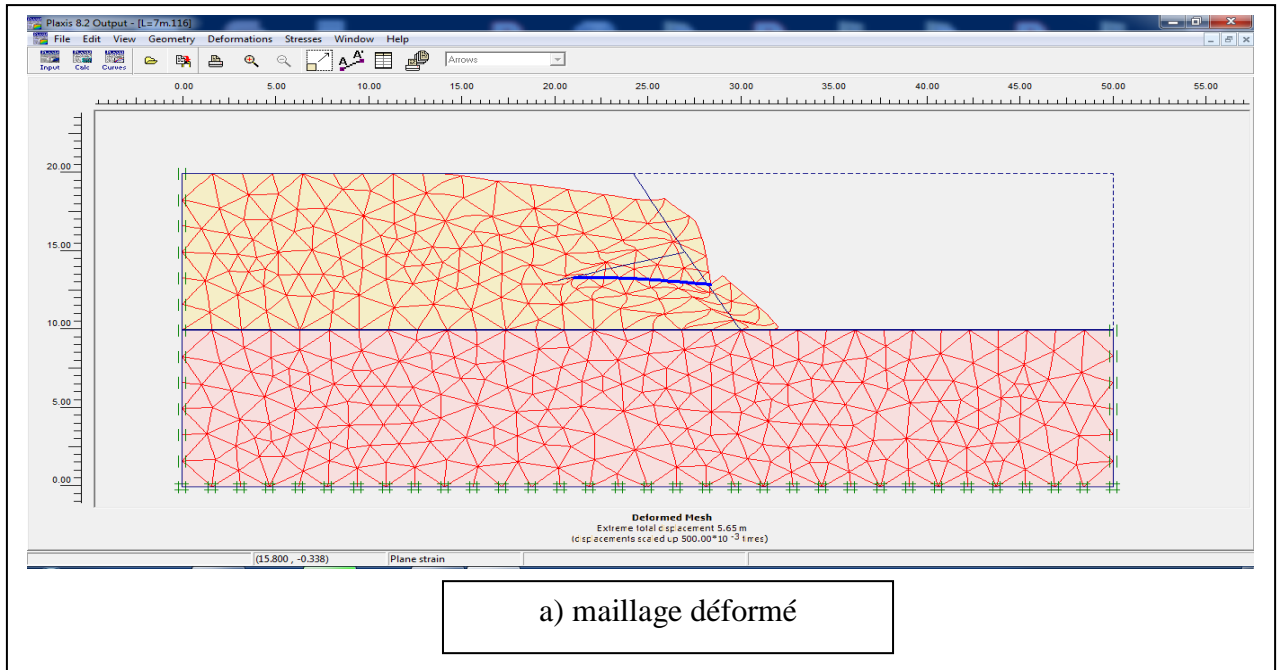 Plaxis 8.2 Output - [L=7m.116]
File Edit View Geometry Deformations Stresses Window Help
Input Calc Curves Arrows
0.00 5.00 10.00 15.00 20.00 25.00 30.00 35.00 40.00 45.00 50.00 55.00
20.00
15.00
10.00
5.00
0.00
Deformed Mesh
Extreme total displacement 5.65 m
(displacements scaled up 500.00*10 -3 times)
(15.800 , -0.338) Plane strain
a) maillage déformé